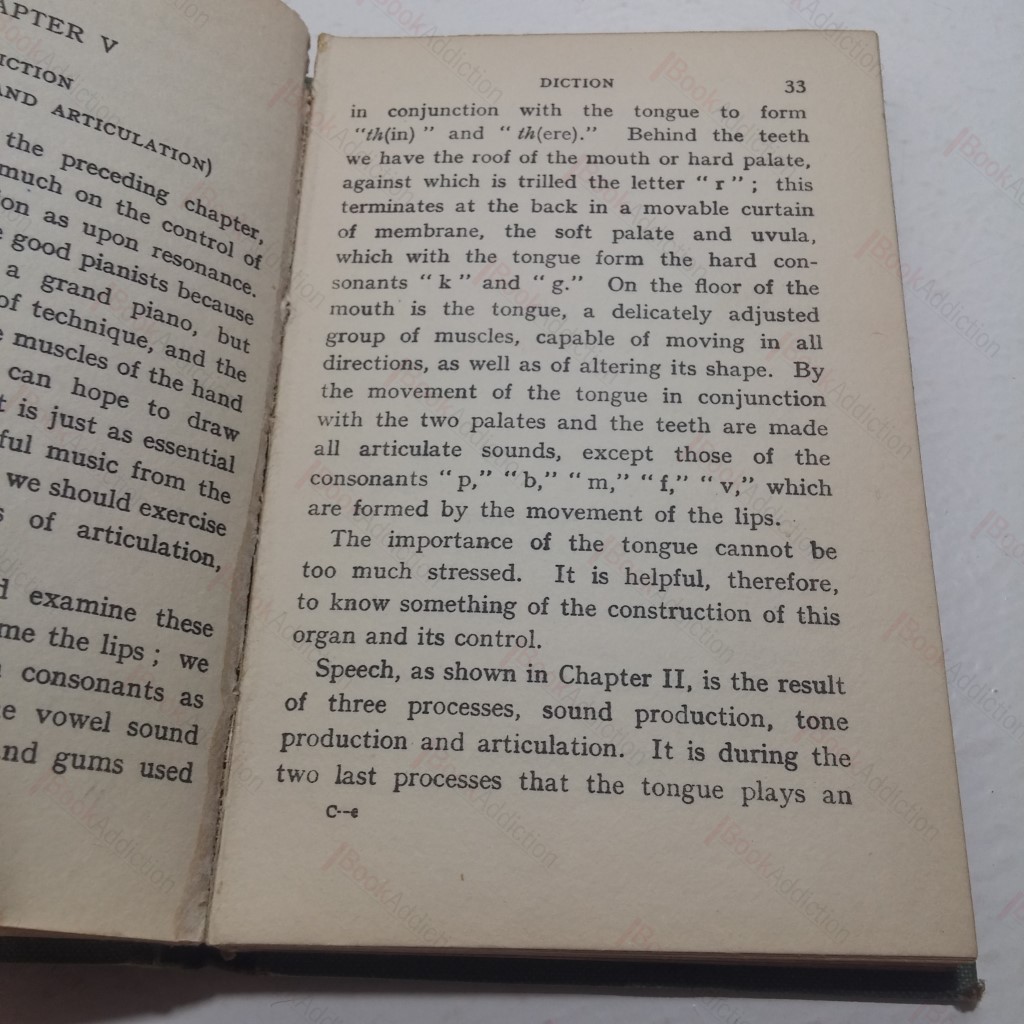 APTER V
ICTION
AND ARTICULATION)
the preceding chapter,
much on the control of
on as upon resonance.
e good pianists because
a grand piano, but
of technique, and the
e muscles of the hand
can hope to draw
t is just as essential
ful music from the
we should exercise
s of articulation,
d examine these
me the lips ; we
consonants as
e vowel sound
nd gums used
DICTION 33
in conjunction with the tongue to form
“th(in) ” and “ th(ere).” Behind the teeth
we have the roof of the mouth or hard palate,
against which is trilled the letter “ r ” ; this
terminates at the back in a movable curtain
of membrane, the soft palate and uvula,
which with the tongue form the hard con-
sonants “ k ” and “ g.” On the floor of the
mouth is the tongue, a delicately adjusted
group of muscles, capable of moving in all
directions, as well as of altering its shape. By
the movement of the tongue in conjunction
with the two palates and the teeth are made
all articulate sounds, except those of the
consonants “ p,” “ b,” “ m,” “ f,” “ v,” which
are formed by the movement of the lips.
The importance of the tongue cannot be
too much stressed. It is helpful, therefore,
to know something of the construction of this
organ and its control.
Speech, as shown in Chapter II, is the result
of three processes, sound production, tone
production and articulation. It is during the
two last processes that the tongue plays an
C--e
BookAddiction